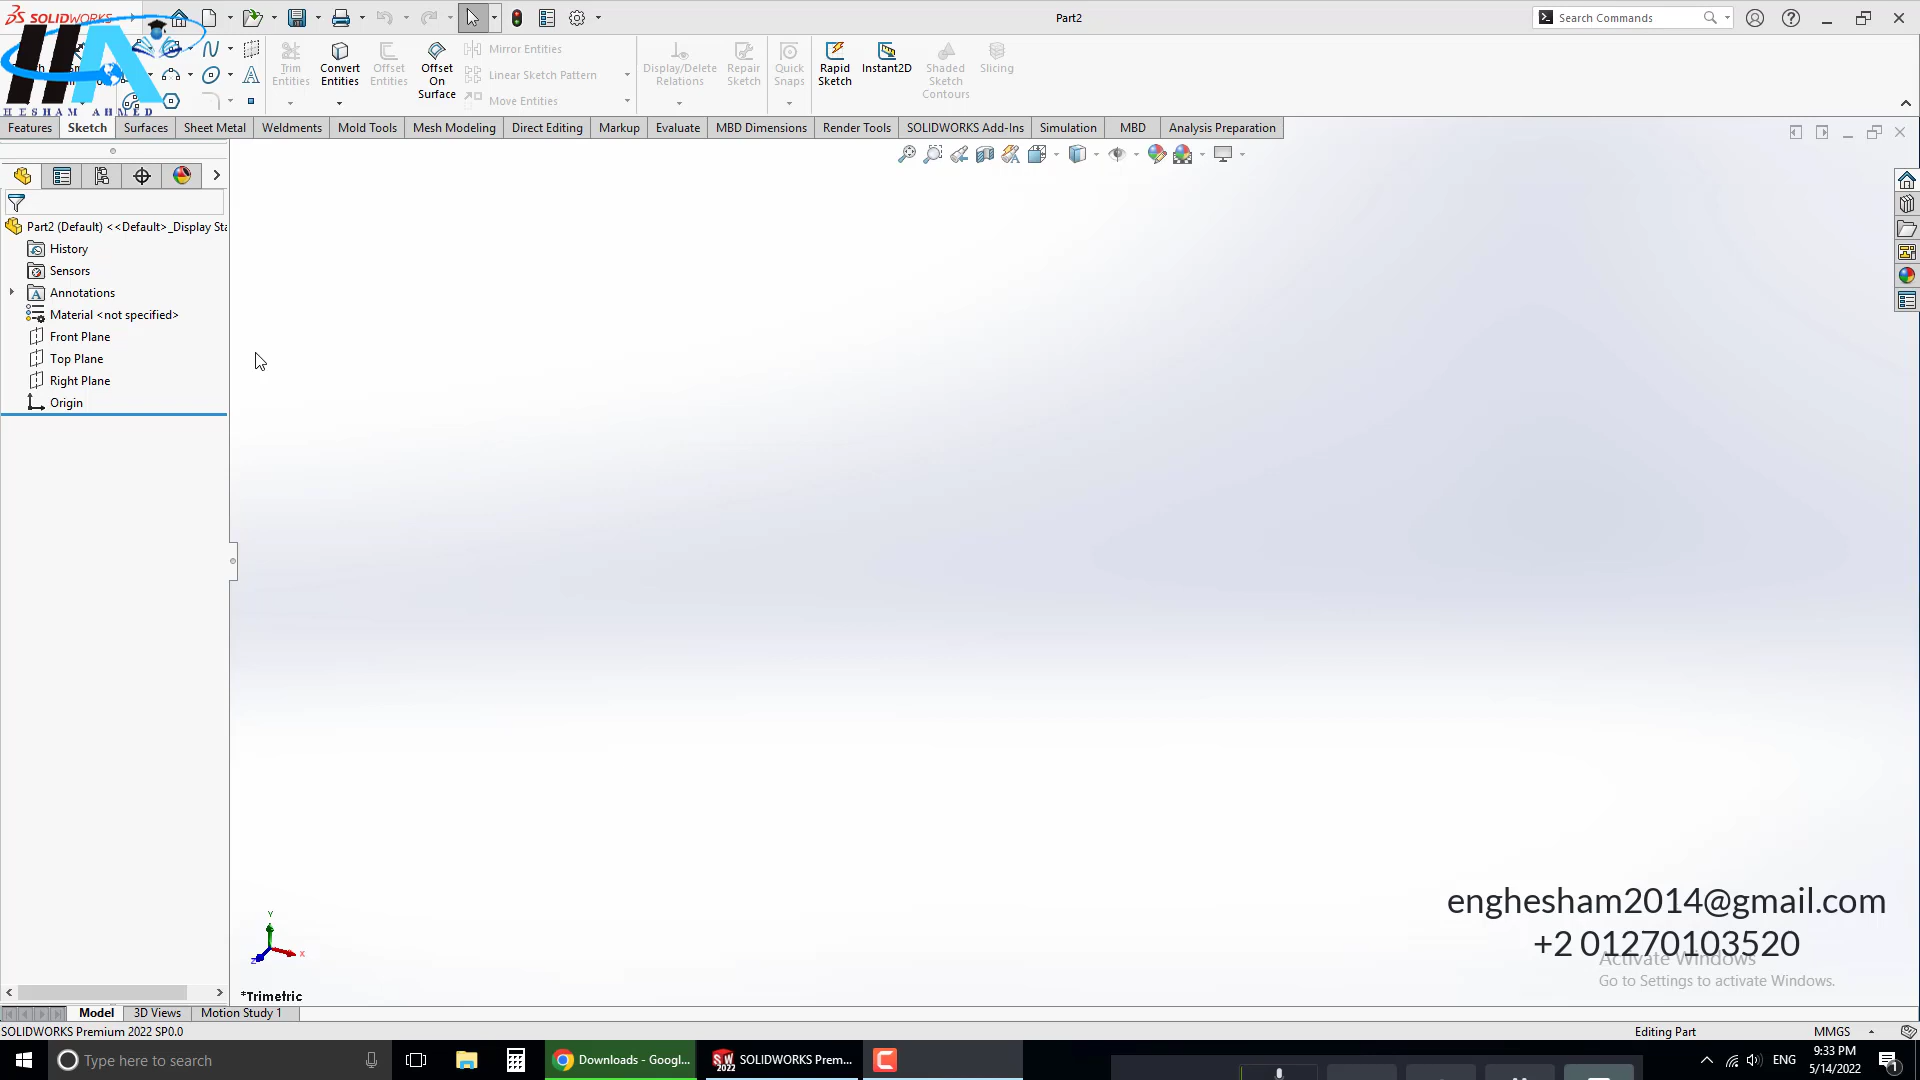 SOLIDWORKS
Part2
Search Commands
HESHAM AHMED
Trim Entities
Convert Entities
Offset Entities
Offset On Surface
Mirror Entities
Linear Sketch Pattern
Move Entities
Display/Delete Relations
Repair Sketch
Quick Snaps
Rapid Sketch
Instant2D
Shaded Sketch Contours
Slicing
Features
Sketch
Surfaces
Sheet Metal
Weldments
Mold Tools
Mesh Modeling
Direct Editing
Markup
Evaluate
MBD Dimensions
Render Tools
SOLIDWORKS Add-Ins
Simulation
MBD
Analysis Preparation
Part2 (Default) <<Default>_Display Sta
History
Sensors
Annotations
Material <not specified>
Front Plane
Top Plane
Right Plane
Origin
Y
X
Z
*Trimetric
enghesham2014@gmail.com
+2 01270103520
Activate Windows
Go to Settings to activate Windows.
Model
3D Views
Motion Study 1
SOLIDWORKS Premium 2022 SP0.0
Editing Part
MMGS
Type here to search
Downloads - Googl...
SOLIDWORKS Prem...
ENG
9:33 PM
5/14/2022